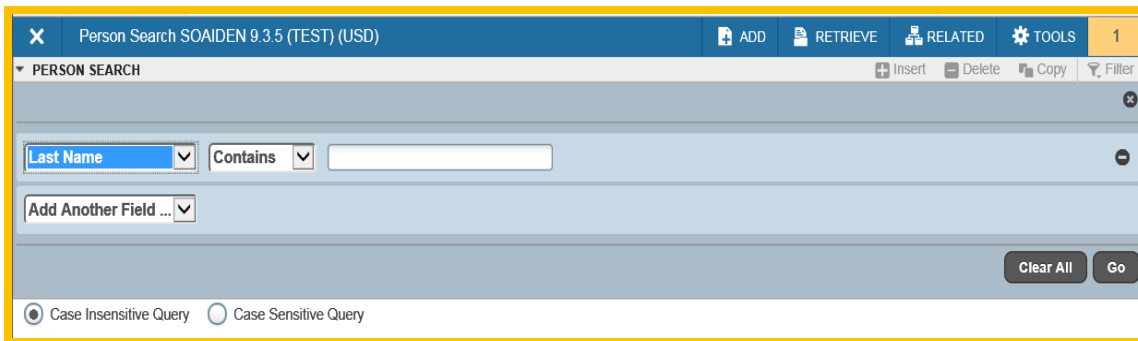 Person Search SOAIDEN 9.3.5 (TEST) (USD) ADD RETRIEVE RELATED TOOLS 1
PERSON SEARCH Insert Delete Copy Filter
Last Name Contains
Add Another Field ...
Clear All Go
Case Insensitive Query Case Sensitive Query